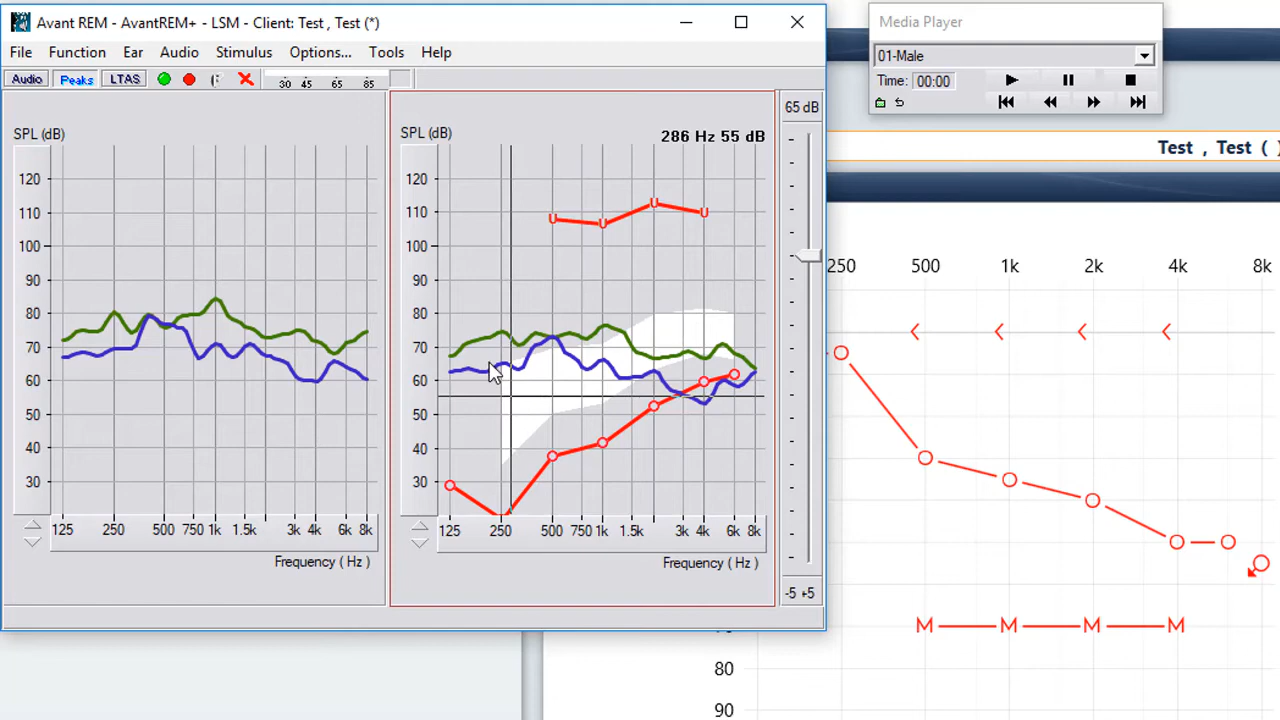 Avant REM - AvantREM+ - LSM - Client: Test , Test (*)
File Function Ear Audio Stimulus Options... Tools Help
Audio Peaks LTAS 30 45 65 85
SPL (dB)
120
110
100
90
80
70
60
50
40
30
125 250 500 750 1k 1.5k 3k 4k 6k 8k
Frequency ( Hz )
SPL (dB)
286 Hz 55 dB
120
110
100
90
80
70
60
50
40
30
125 250 500 750 1k 1.5k 3k 4k 6k 8k
Frequency ( Hz )
U U U U
65 dB
-5 +5
Media Player
01-Male
Time: 00:00
Test , Test ( )
250 500 1k 2k 4k 8k
M M M M
80
90